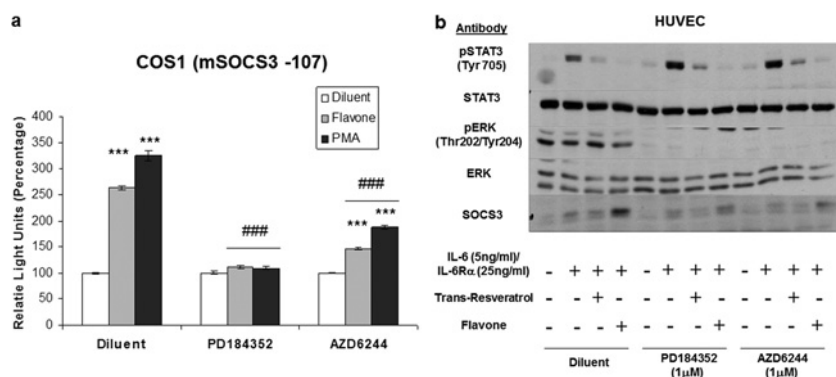 a
COS1 (mSOCS3 -107)
Relatie Light Units (Percentage)
400
350
300
250
200
150
100
50
0
Diluent
Flavone
PMA
***
***
###
###
***
***
Diluent
PD184352
AZD6244
b
HUVEC
Antibody
pSTAT3
(Tyr 705)
STAT3
pERK
(Thr202/Tyr204)
ERK
SOCS3
IL-6 (5ng/ml)/
IL-6Rα (25ng/ml)
- + + + - + + + - + + +
Trans-Resveratrol
- - + - - - + - - - + -
Flavone
- - - + - - - + - - - +
Diluent
PD184352
(1µM)
AZD6244
(1µM)